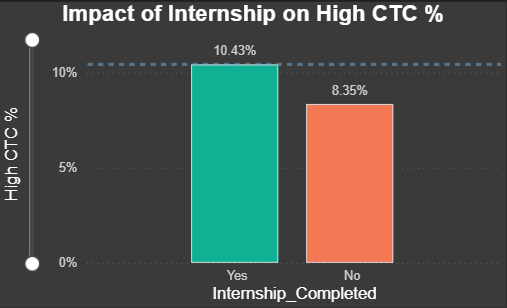 Impact of Internship on High CTC %
High CTC %
10%
5%
0%
10.43%
8.35%
Yes
No
Internship_Completed